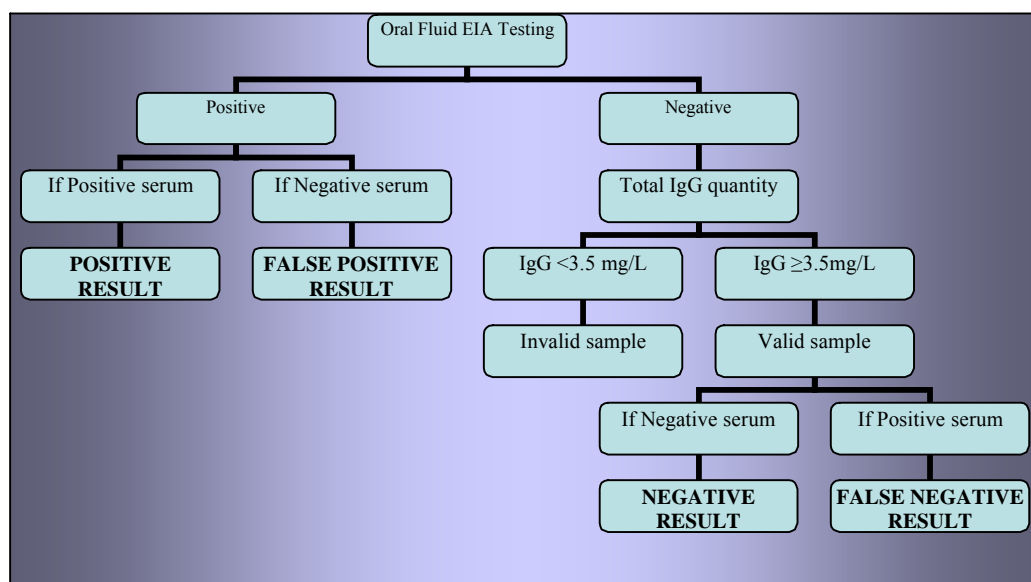 Oral Fluid EIA Testing
Positive
Negative
If Positive serum
If Negative serum
Total IgG quantity
POSITIVE
RESULT
FALSE POSITIVE
RESULT
IgG <3.5 mg/L
IgG ≥3.5mg/L
Invalid sample
Valid sample
If Negative serum
If Positive serum
NEGATIVE
RESULT
FALSE NEGATIVE
RESULT